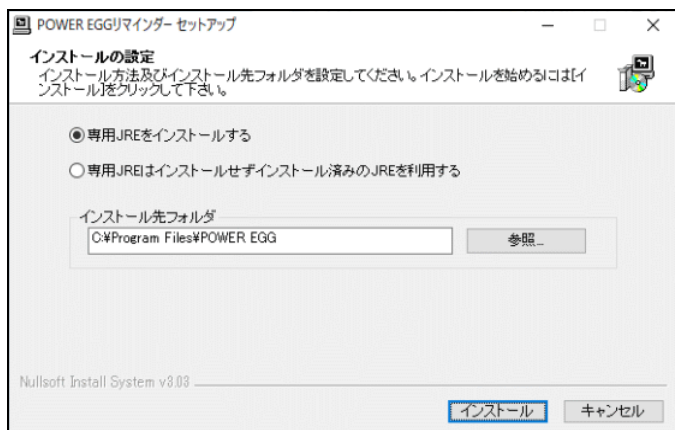 POWER EGGリマインダー セットアップ
インストールの設定
インストール方法及びインストール先フォルダを設定してください。インストールを始めるには[イ
ンストール]をクリックして下さい。
専用JREをインストールする
専用JREはインストールせずインストール済みのJREを利用する
インストール先フォルダ
C:¥Program Files¥POWER EGG
参照...
Nullsoft Install System v3.03
インストール
キャンセル